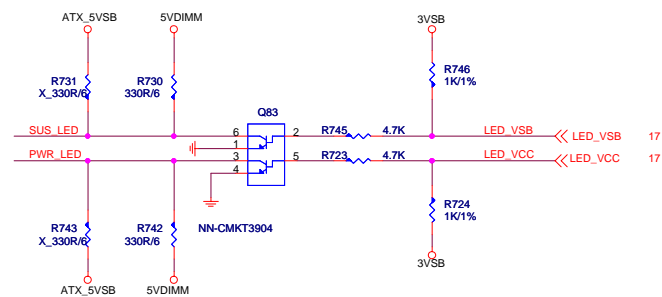 ATX_5VSB 5VDIMM 3VSB
R731 X_330R/6
R730 330R/6
R746 1K/1%
Q83
SUS_LED 6 2 R745 4.7K LED_VSB LED_VSB 17
1
PWR_LED 3 5 R723 4.7K LED_VCC LED_VCC 17
4
R743 X_330R/6
R742 330R/6
NN-CMKT3904
R724 1K/1%
ATX_5VSB 5VDIMM 3VSB